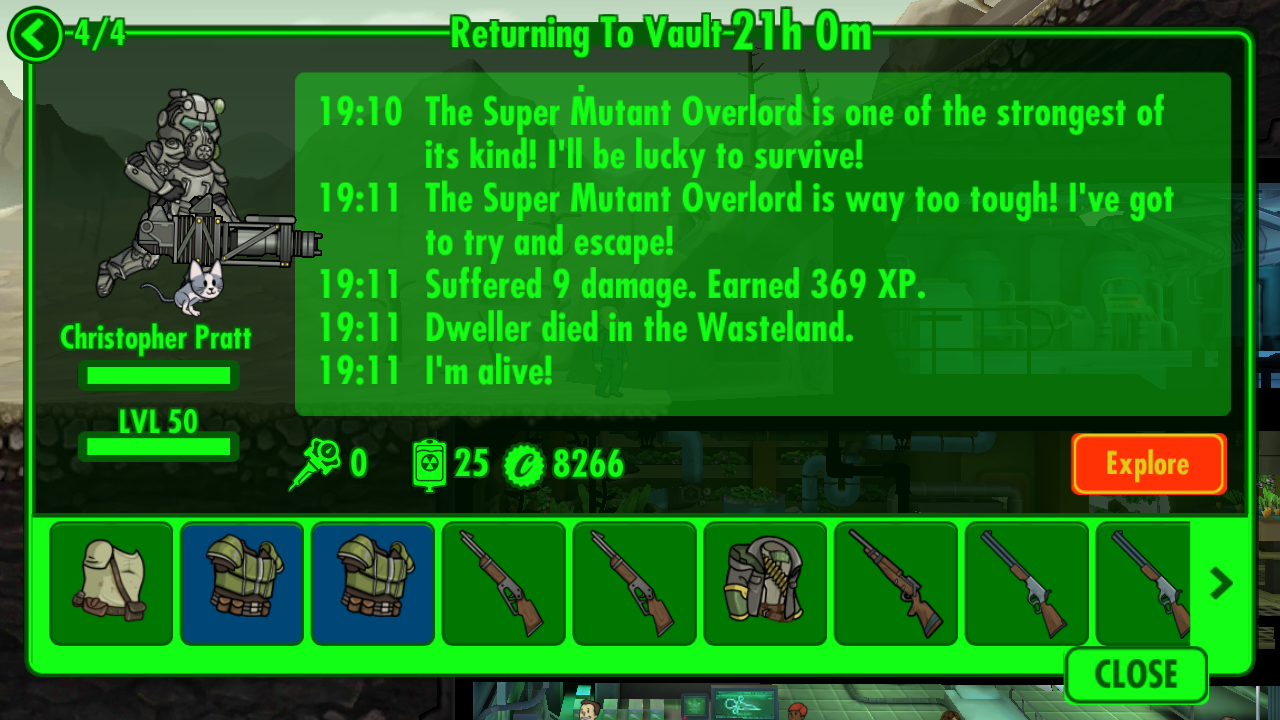 4/4
Returning To Vault 21h 0m
19:10 The Super Mutant Overlord is one of the strongest of
its kind! I'll be lucky to survive!
19:11 The Super Mutant Overlord is way too tough! I've got
to try and escape!
19:11 Suffered 9 damage. Earned 369 XP.
19:11 Dweller died in the Wasteland.
19:11 I'm alive!
Christopher Pratt
LVL 50
0 25 8266
Explore
CLOSE